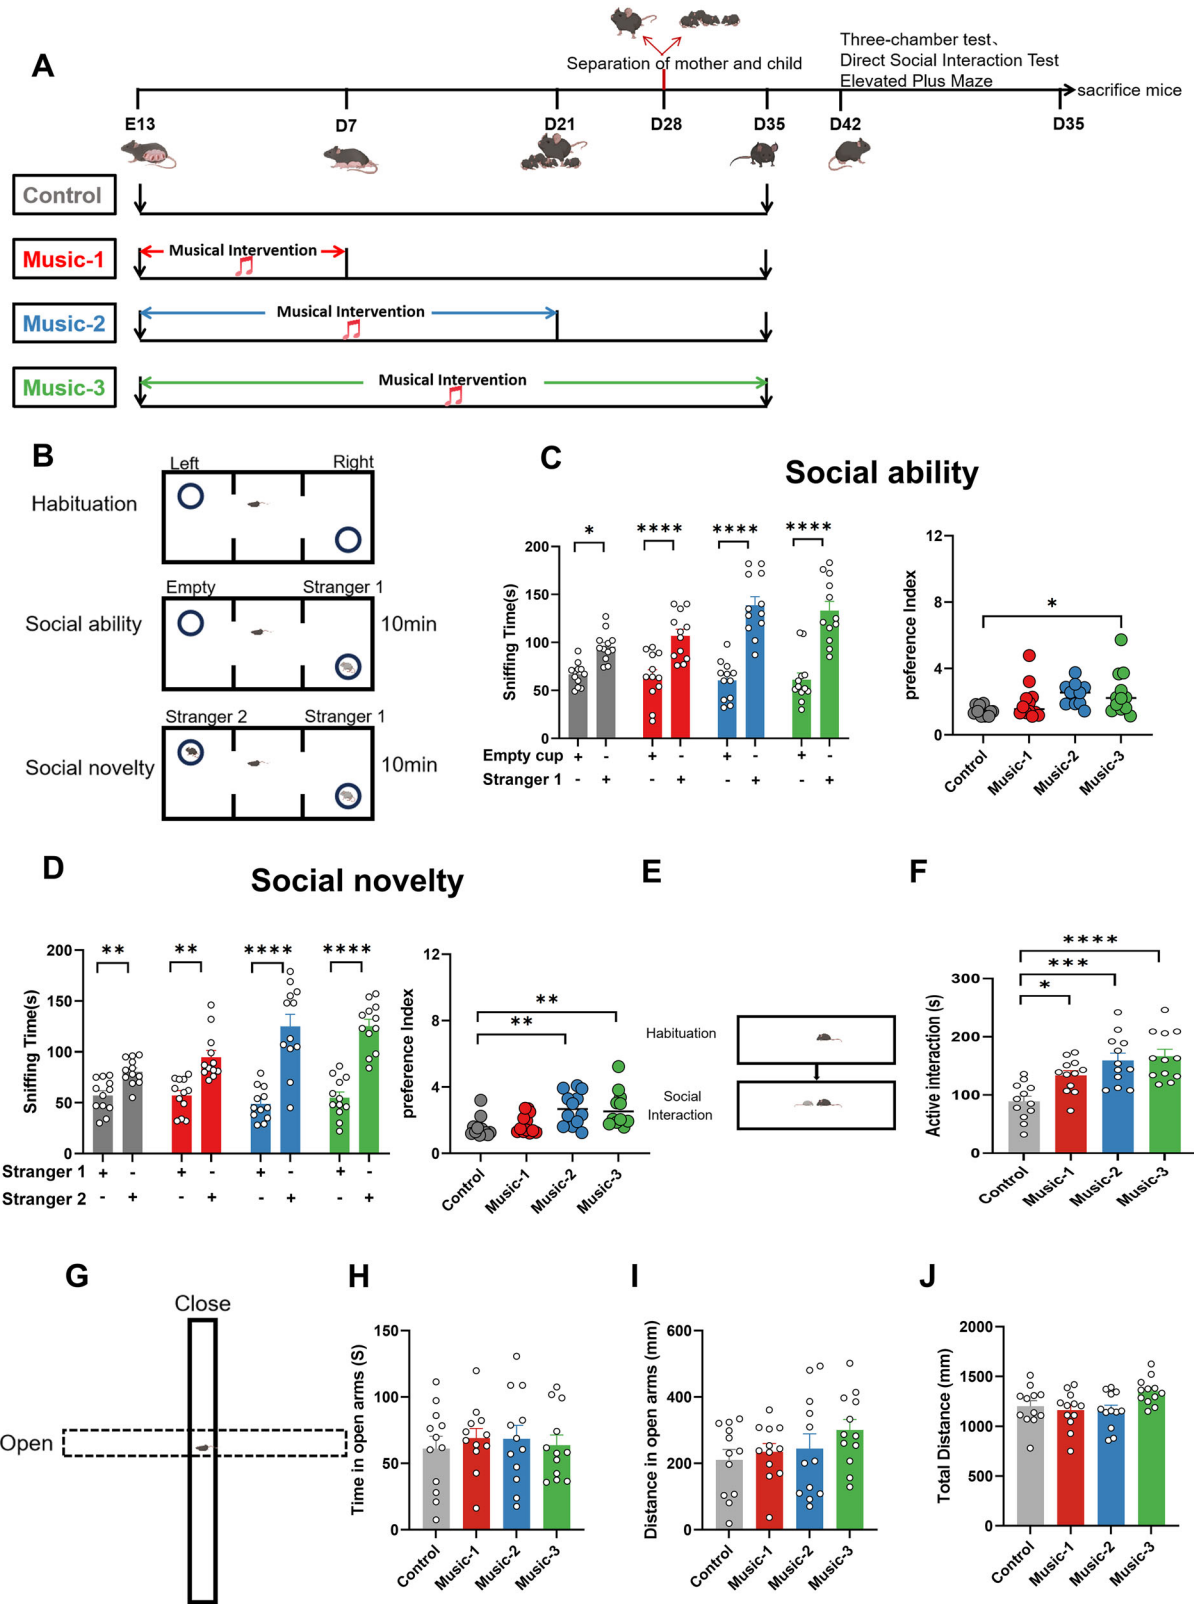 A
Separation of mother and child
Three-chamber test、
Direct Social Interaction Test
Elevated Plus Maze
sacrifice mice
E13 D7 D21 D28 D35 D42 D35
Control
Music-1 Musical Intervention
Music-2 Musical Intervention
Music-3 Musical Intervention
B
Left Right
Habituation
Empty Stranger 1
Social ability 10min
Stranger 2 Stranger 1
Social novelty 10min
C
Social ability
* **** **** ****
Sniffing Time(s)
200
150
100
50
0
Empty cup + - + - + - + -
Stranger 1 - + - + - + - +
preference Index
12
8
4
0
*
Control Music-1 Music-2 Music-3
D
Social novelty
** ** **** ****
Sniffing Time(s)
200
150
100
50
0
Stranger 1 + - + - + - + -
Stranger 2 - + - + - + - +
preference Index
12
8
4
0
**
**
Control Music-1 Music-2 Music-3
E
Habituation
Social
Interaction
F
****
***
*
Active interaction (s)
300
200
100
0
Control Music-1 Music-2 Music-3
G
Close
Open
H
Time in open arms (S)
150
100
50
0
Control Music-1 Music-2 Music-3
I
Distance in open arms (mm)
600
400
200
0
Control Music-1 Music-2 Music-3
J
Total Distance (mm)
2000
1500
1000
500
0
Control Music-1 Music-2 Music-3